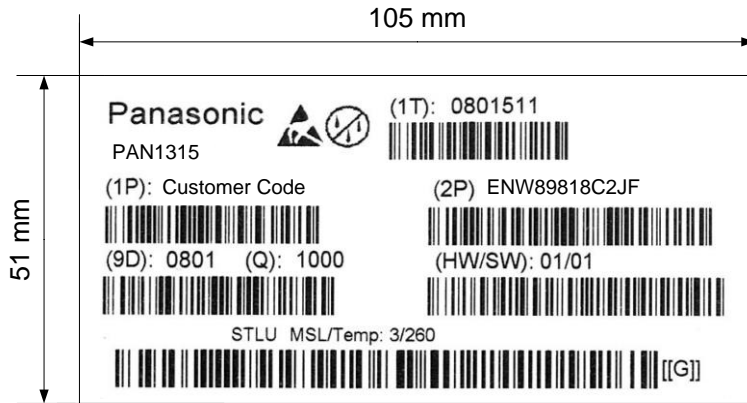 105 mm
51 mm
Panasonic
(1T): 0801511
PAN1315
(1P): Customer Code
(2P) ENW89818C2JF
(9D): 0801 (Q): 1000
(HW/SW): 01/01
STLU MSL/Temp: 3/260
[[G]]